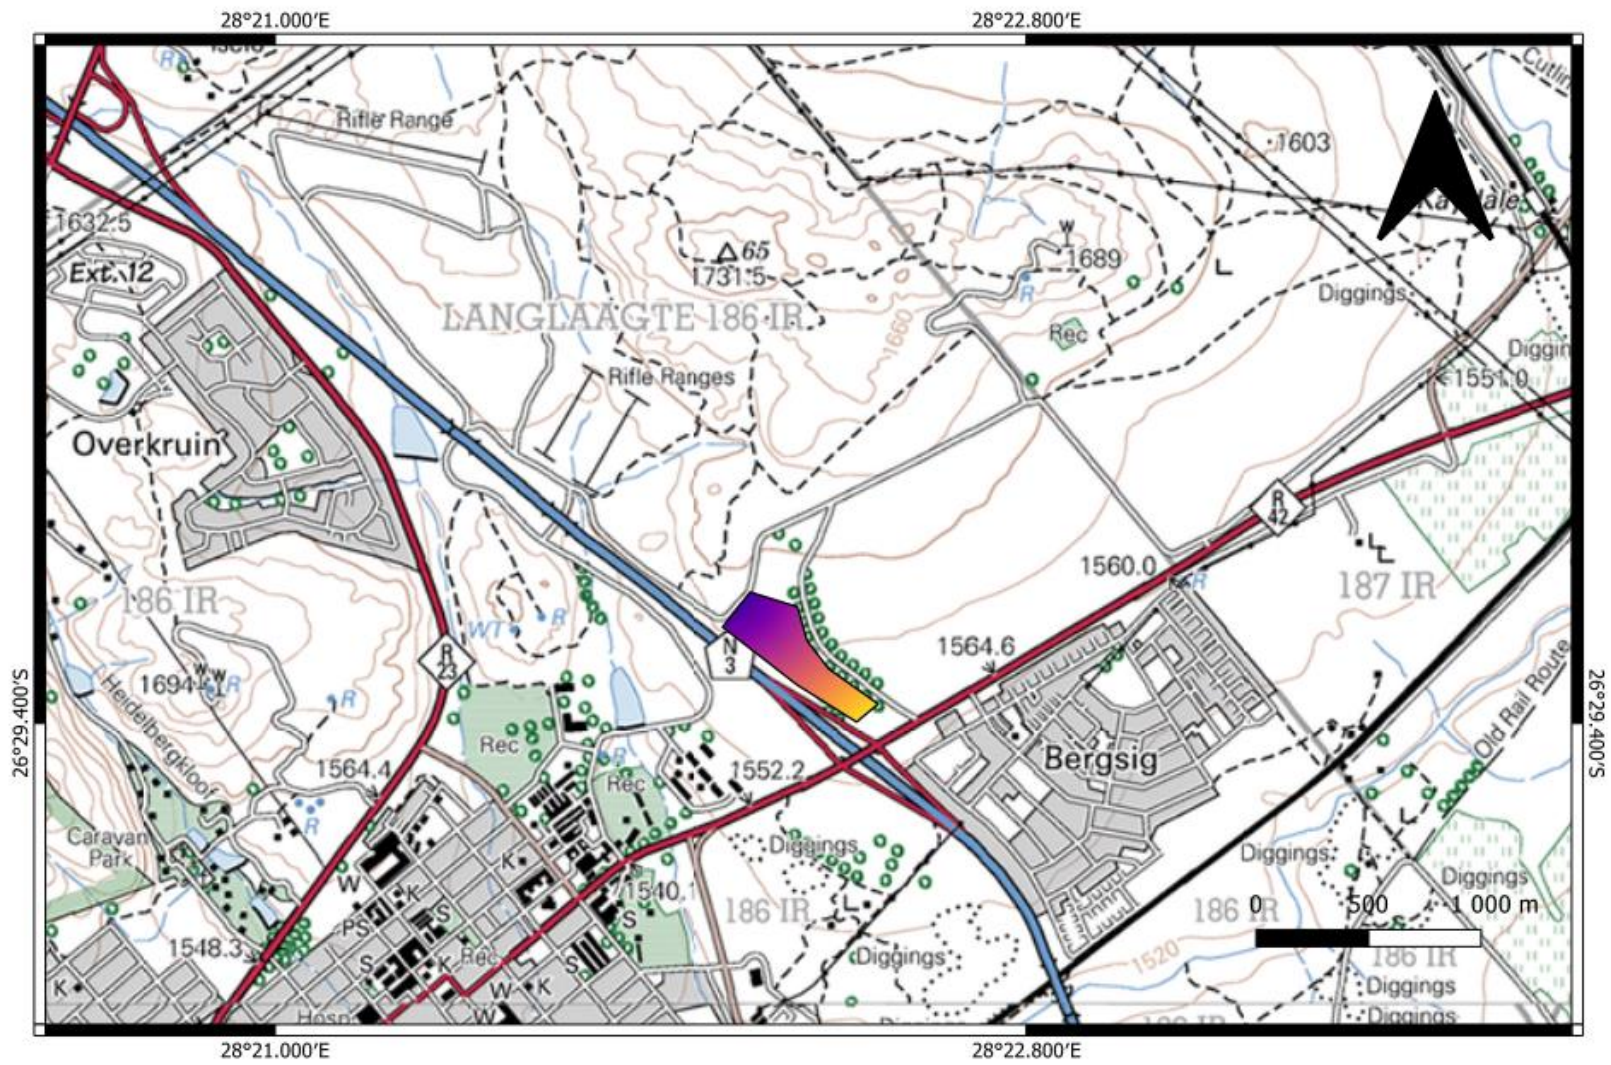 28°21.000′E
28°22.800′E
R
Rifle Range
1603
1632.5
Ext. 12
65
1731.5
W
1689
R
LANGLAAGTE 186 IR
1660
Diggings
Rec
Rifle Ranges
1551.0
Overkruin
R
42
1560.0
R
187 IR
186 IR
WT
R
N
3
1564.6
R
23
1694
W
W
R
R
Heidelbergkloof
Old Rail Route
26°29.400′S
26°29.400′S
Rec
R
Bergsig
1564.4
1552.2
Rec
R
Caravan
Park
Diggings
Diggings
K
W
K
1540.1
Diggings
S
PS
S
186 IR
186 IR
0
500
1 000 m
1548.3
S
K
Rec
S
Diggings
1520
186 IR
K
W
K
Diggings
Hosp
W
Diggings
28°21.000′E
28°22.800′E